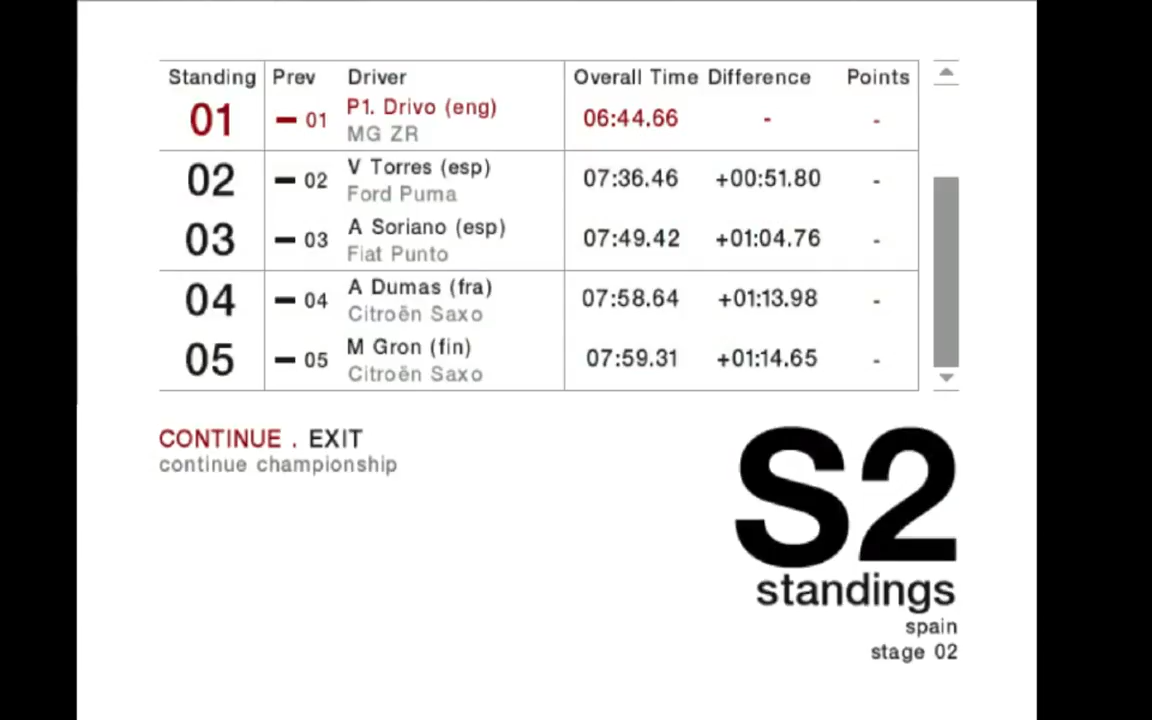 Standing Prev Driver Overall Time Difference Points
01 – 01 P1. Drivo (eng) 06:44.66 - -
MG ZR
02 – 02 V Torres (esp) 07:36.46 +00:51.80 -
Ford Puma
03 – 03 A Soriano (esp) 07:49.42 +01:04.76 -
Fiat Punto
04 – 04 A Dumas (fra) 07:58.64 +01:13.98 -
Citroën Saxo
05 – 05 M Gron (fin) 07:59.31 +01:14.65 -
Citroën Saxo
CONTINUE . EXIT
continue championship
S2
standings
spain
stage 02